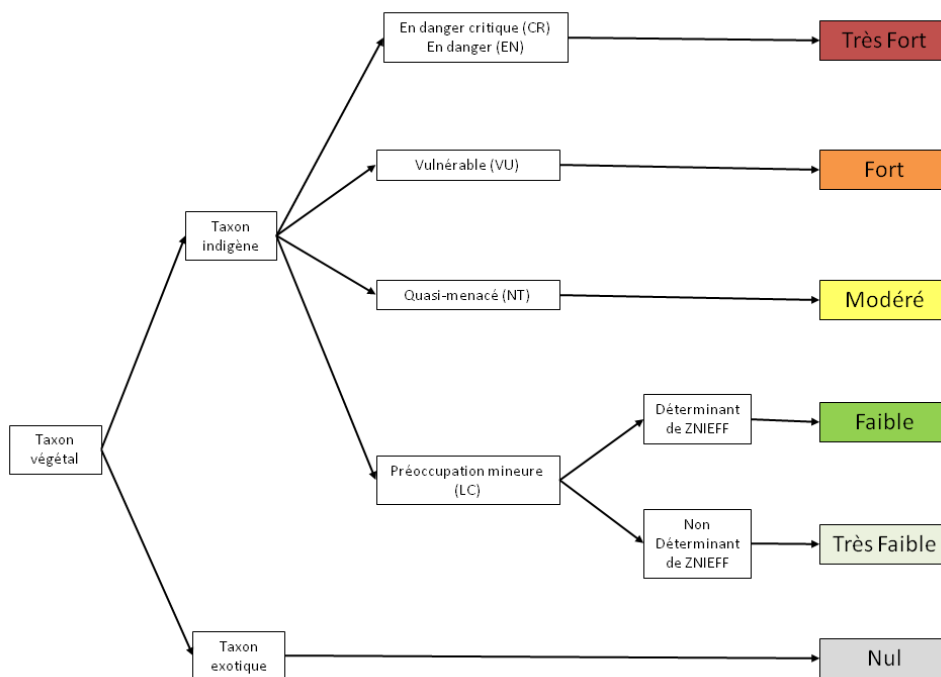 En danger critique (CR)
En danger (EN)
Très Fort
Vulnérable (VU)
Fort
Taxon
indigène
Quasi-menacé (NT)
Modéré
Déterminant
de ZNIEFF
Faible
Taxon
végétal
Préoccupation mineure
(LC)
Non
Déterminant
de ZNIEFF
Très Faible
Taxon
exotique
Nul